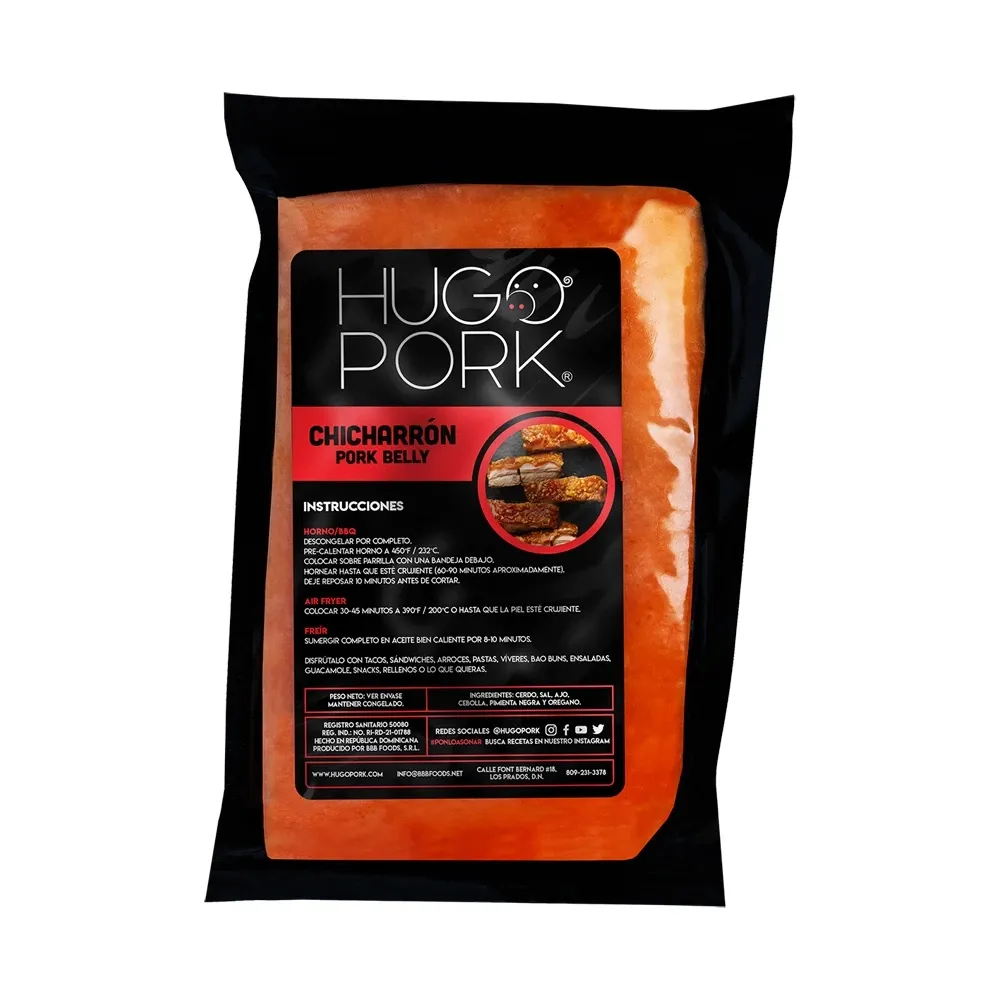 HUGO
PORK®
CHICHARRÓN
PORK BELLY
INSTRUCCIONES
HORNO/BBQ
DESCONGELAR POR COMPLETO.
PRE-CALENTAR HORNO A 450°F / 232°C.
COLOCAR SOBRE PARRILLA CON UNA BANDEJA DEBAJO.
HORNEAR HASTA QUE ESTÉ CRUJIENTE (60-90 MINUTOS APROXIMADAMENTE),
DEJE REPOSAR 10 MINUTOS ANTES DE CORTAR.
AIR FRYER
COLOCAR 30-45 MINUTOS A 390°F / 200°C O HASTA QUE LA PIEL ESTÉ CRUJIENTE.
FREÍR
SUMERGIR COMPLETO EN ACEITE BIEN CALIENTE POR 8-10 MINUTOS.
DISFRÚTALO CON TACOS, SÁNDWICHES, ARROCES, PASTAS, VÍVERES, BAO BUNS, ENSALADAS,
GUACAMOLE, SNACKS, RELLENOS O LO QUE QUIERAS.
PESO NETO: VER ENVASE
MANTENER CONGELADO.
INGREDIENTES: CERDO, SAL, AJO,
CEBOLLA, PIMIENTA NEGRA Y OREGANO.
REGISTRO SANITARIO 50080
REG. IND.: NO. RI-RD-21-01788
HECHO EN REPÚBLICA DOMINICANA
PRODUCIDO POR BBB FOODS, S.R.L.
REDES SOCIALES @HUGOPORK
#PONLOASONAR BUSCA RECETAS EN NUESTRO INSTAGRAM
WWW.HUGOPORK.COM
INFO@BBBFOODS.NET
CALLE FONT BERNARD #18,
LOS PRADOS, D.N.
809-231-3378